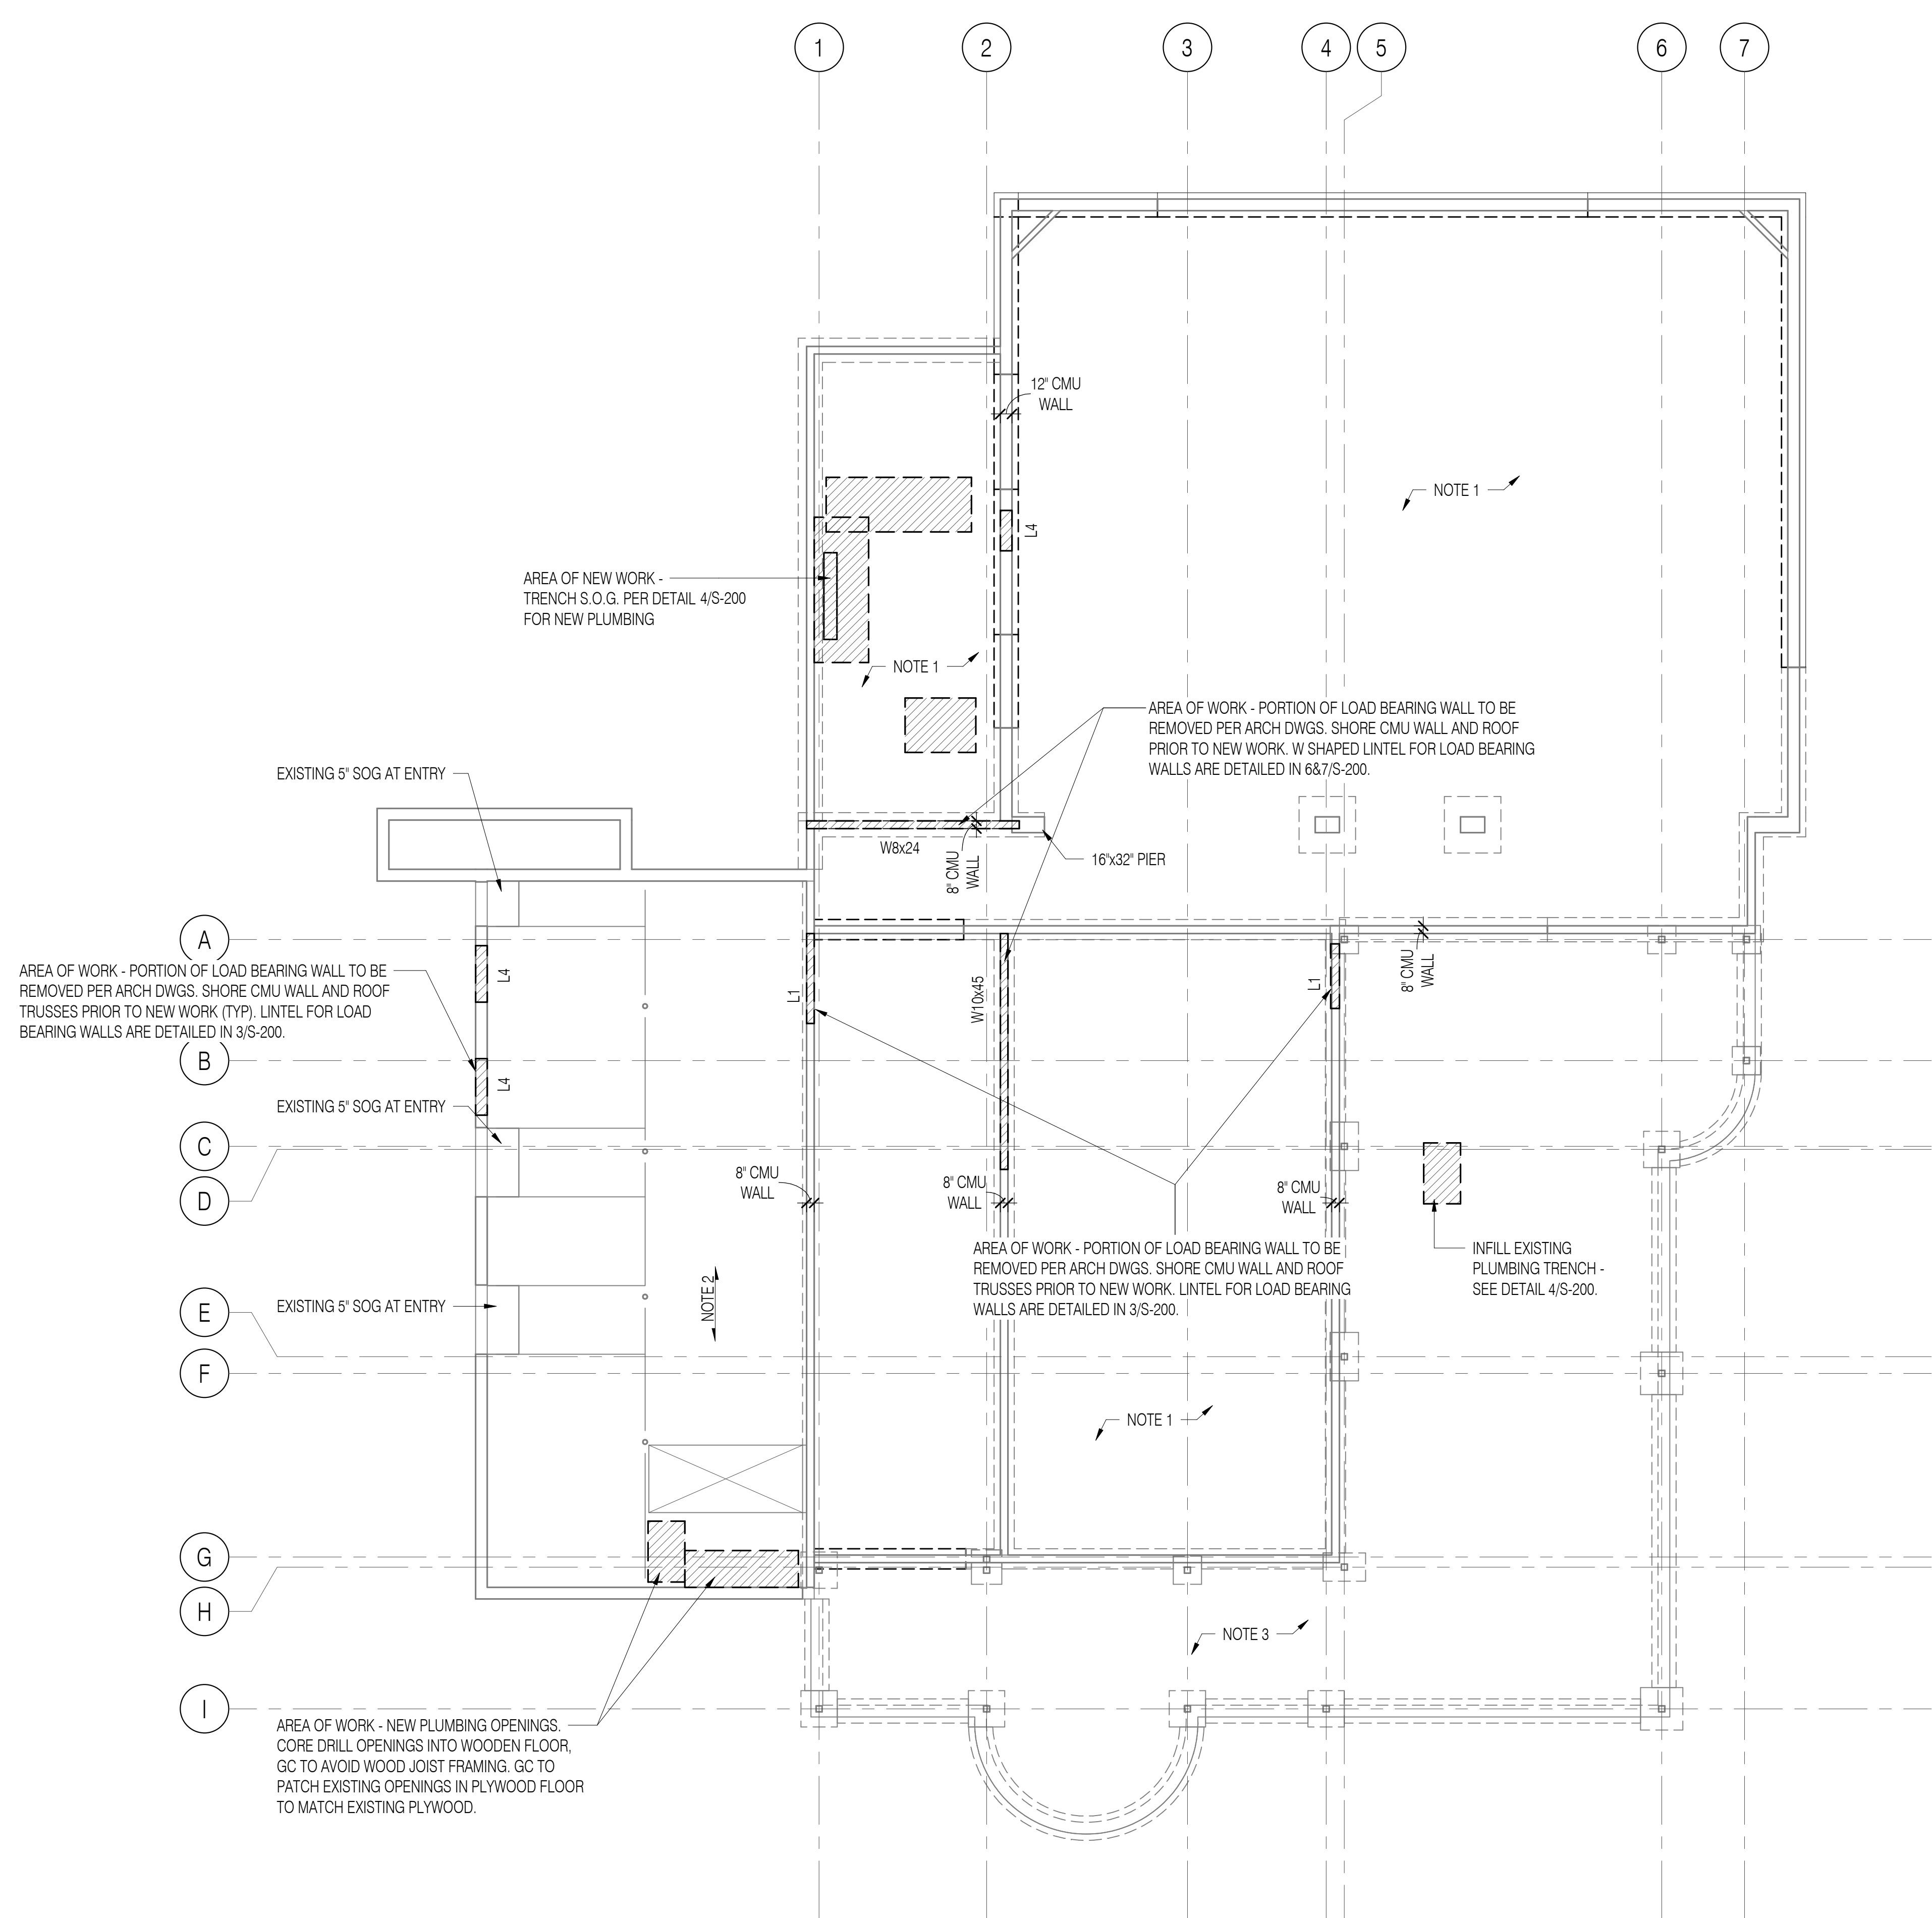 1
2
3
4
5
6
7
12" CMU
WALL
NOTE 1
L4
AREA OF NEW WORK -
TRENCH S.O.G. PER DETAIL 4/S-200
FOR NEW PLUMBING
NOTE 1
AREA OF WORK - PORTION OF LOAD BEARING WALL TO BE
REMOVED PER ARCH DWGS. SHORE CMU WALL AND ROOF
PRIOR TO NEW WORK. W SHAPED LINTEL FOR LOAD BEARING
WALLS ARE DETAILED IN 6&7/S-200.
EXISTING 5" SOG AT ENTRY
W8x24
8" CMU
WALL
16"x32" PIER
A
AREA OF WORK - PORTION OF LOAD BEARING WALL TO BE
REMOVED PER ARCH DWGS. SHORE CMU WALL AND ROOF
TRUSSES PRIOR TO NEW WORK (TYP). LINTEL FOR LOAD
BEARING WALLS ARE DETAILED IN 3/S-200.
L4
L1
W10x45
L1
8" CMU
WALL
B
L4
EXISTING 5" SOG AT ENTRY
C
D
8" CMU
WALL
8" CMU
WALL
8" CMU
WALL
AREA OF WORK - PORTION OF LOAD BEARING WALL TO BE
REMOVED PER ARCH DWGS. SHORE CMU WALL AND ROOF
TRUSSES PRIOR TO NEW WORK. LINTEL FOR LOAD BEARING
WALLS ARE DETAILED IN 3/S-200.
INFILL EXISTING
PLUMBING TRENCH -
SEE DETAIL 4/S-200.
NOTE 2
EXISTING 5" SOG AT ENTRY
E
F
NOTE 1
G
H
NOTE 3
I
AREA OF WORK - NEW PLUMBING OPENINGS.
CORE DRILL OPENINGS INTO WOODEN FLOOR,
GC TO AVOID WOOD JOIST FRAMING. GC TO
PATCH EXISTING OPENINGS IN PLYWOOD FLOOR
TO MATCH EXISTING PLYWOOD.